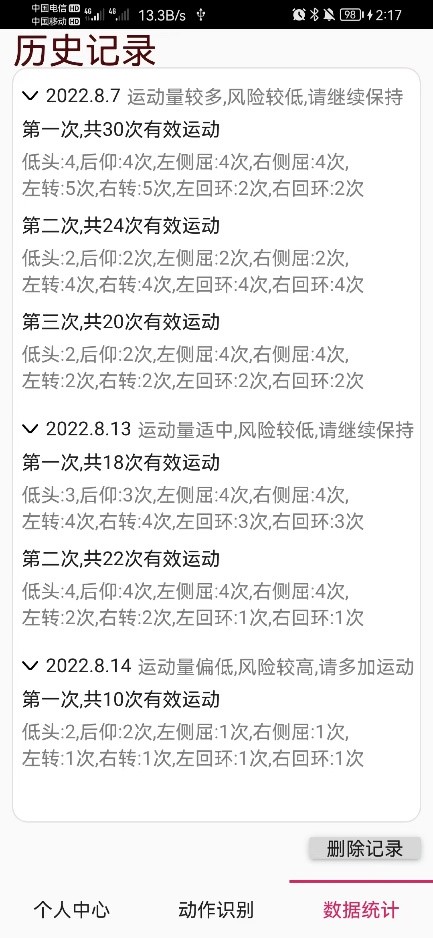 中国电信 HD 4G 4G 13.3B/s 98 2:17
中国移动 HD
历史记录
2022.8.7 运动量较多,风险较低,请继续保持
第一次,共30次有效运动
低头:4,后仰:4次,左侧屈:4次,右侧屈:4次,
左转:5次,右转:5次,左回环:2次,右回环:2次
第二次,共24次有效运动
低头:2,后仰:2次,左侧屈:2次,右侧屈:2次,
左转:4次,右转:4次,左回环:4次,右回环:4次
第三次,共20次有效运动
低头:2,后仰:2次,左侧屈:4次,右侧屈:4次,
左转:2次,右转:2次,左回环:2次,右回环:2次
2022.8.13 运动量适中,风险较低,请继续保持
第一次,共18次有效运动
低头:3,后仰:3次,左侧屈:4次,右侧屈:4次,
左转:4次,右转:4次,左回环:3次,右回环:3次
第二次,共22次有效运动
低头:4,后仰:4次,左侧屈:4次,右侧屈:4次,
左转:2次,右转:2次,左回环:1次,右回环:1次
2022.8.14 运动量偏低,风险较高,请多加运动
第一次,共10次有效运动
低头:2,后仰:2次,左侧屈:1次,右侧屈:1次,
左转:1次,右转:1次,左回环:1次,右回环:1次
删除记录
个人中心 动作识别 数据统计